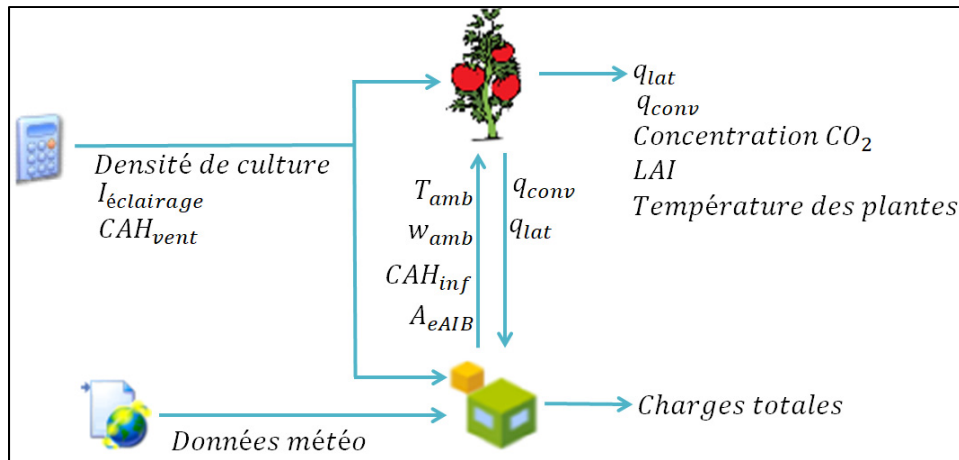 Densité de culture
I_éclairage
CAH_vent
T_amb
w_amb
CAH_inf
A_eAIB
q_conv
q_lat
q_lat
q_conv
Concentration CO_2
LAI
Température des plantes
Données météo
Charges totales